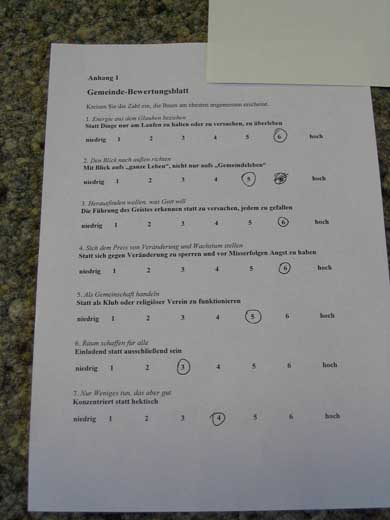 Anhang 1
Gemeinde-Bewertungsblatt
Kreisen Sie die Zahl ein, die Ihnen am ehesten angemessen erscheint.
1. Energie aus dem Glauben beziehen
Statt Dinge nur am Laufen zu halten oder zu versuchen, zu überleben
niedrig 1 2 3 4 5 6 hoch
2. Den Blick nach außen richten
Mit Blick aufs „ganze Leben“, nicht nur aufs „Gemeindeleben“
niedrig 1 2 3 4 5 6 hoch
3. Herausfinden wollen, was Gott will
Die Führung des Geistes erkennen statt zu versuchen, jedem zu gefallen
niedrig 1 2 3 4 5 6 hoch
4. Sich dem Preis von Veränderung und Wachstum stellen
Statt sich gegen Veränderung zu sperren und vor Misserfolgen Angst zu haben
niedrig 1 2 3 4 5 6 hoch
5. Als Gemeinschaft handeln
Statt als Klub oder religiöser Verein zu funktionieren
niedrig 1 2 3 4 5 6 hoch
6. Raum schaffen für alle
Einladend statt ausschließend sein
niedrig 1 2 3 4 5 6 hoch
7. Nur Weniges tun, das aber gut
Konzentriert statt hektisch
niedrig 1 2 3 4 5 6 hoch